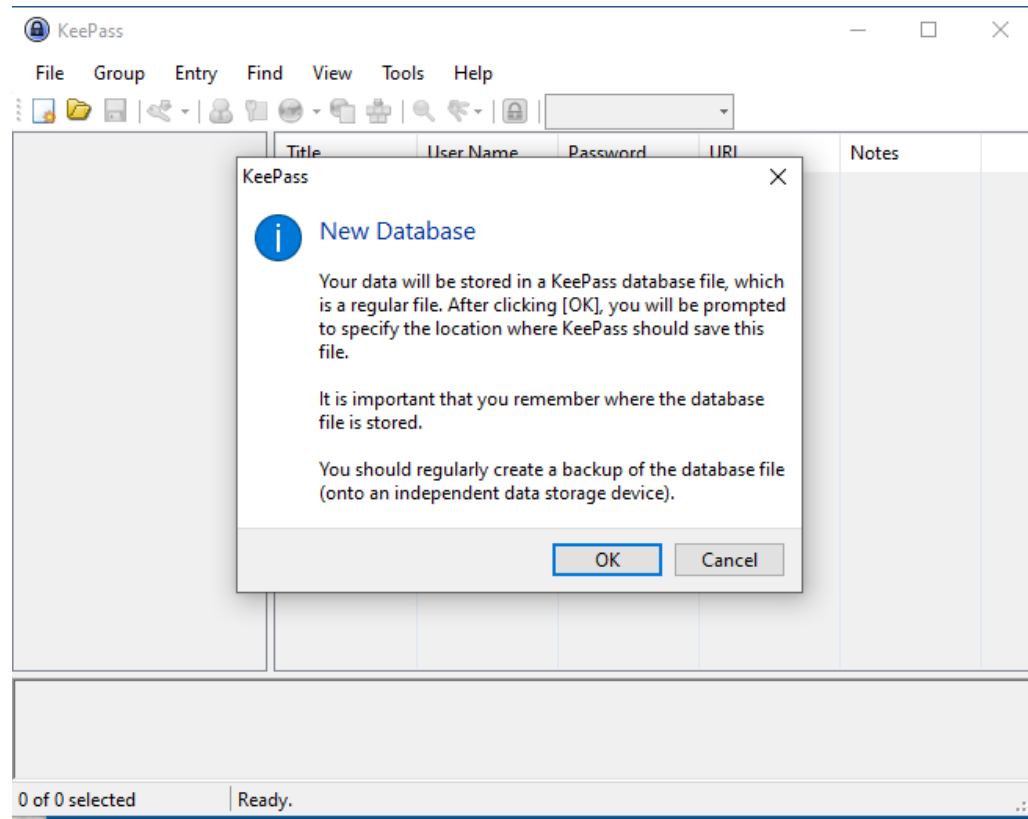 KeePass
File Group Entry Find View Tools Help
Title User Name Password URL Notes
KeePass
New Database
Your data will be stored in a KeePass database file, which
is a regular file. After clicking [OK], you will be prompted
to specify the location where KeePass should save this
file.
It is important that you remember where the database
file is stored.
You should regularly create a backup of the database file
(onto an independent data storage device).
OK Cancel
0 of 0 selected Ready.